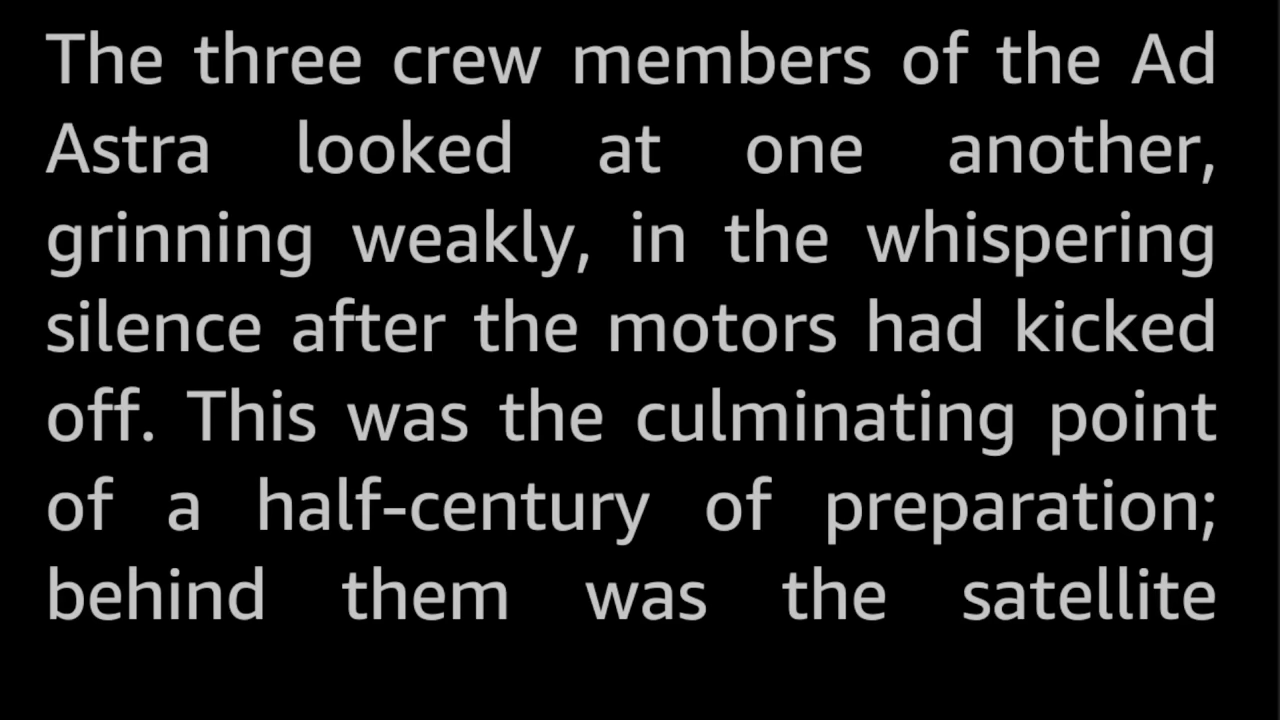 The three crew members of the Ad
Astra looked at one another,
grinning weakly, in the whispering
silence after the motors had kicked
off. This was the culminating point
of a half-century of preparation;
behind them was the satellite